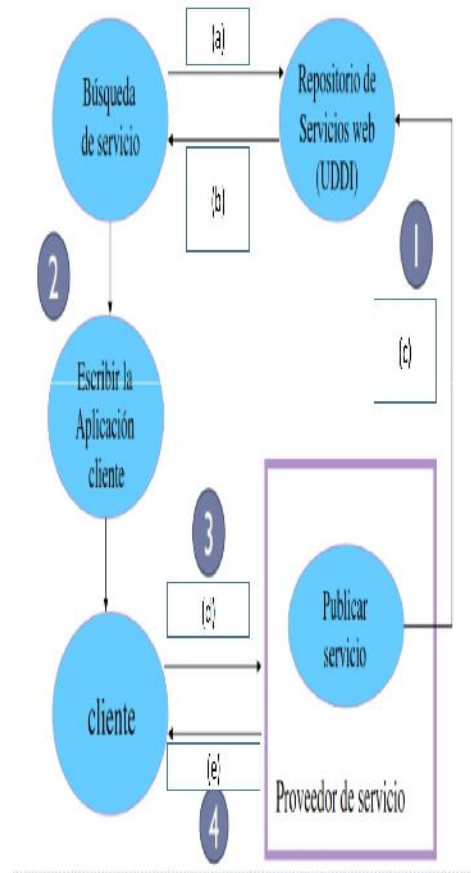 (a)
Búsqueda
de servicio
Repositorio de
Servicios web
(UDDI)
(b)
1
2
(c)
Escribir la
Aplicación
cliente
3
(d)
Publicar
servicio
cliente
(e)
Proveedor de servicio
4